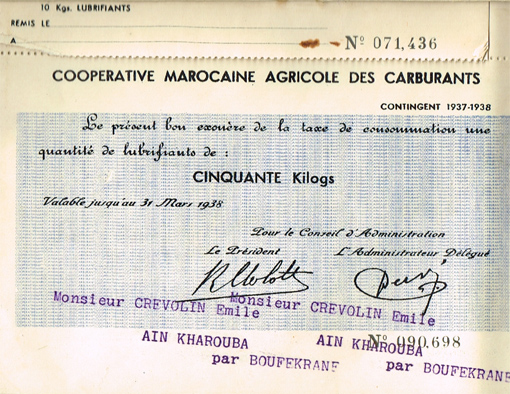 10 Kgs. LUBRIFIANTS
REMIS LE
A
Nº 071,436
COOPERATIVE MAROCAINE AGRICOLE DES CARBURANTS
CONTINGENT 1937-1938
Le présent bon exonère de la taxe de consommation une
quantité de lubrifiants de :
CINQUANTE Kilogs
Valable jusqu'au 31 Mars 1938
Pour le Conseil d'Administration
Le Président L'Administrateur Délégué
Monsieur CREVOLIN Emile Monsieur CREVOLIN Emile
Nº 090,698
AIN KHAROUBA AIN KHAROUBA
par BOUFEKRANE par BOUFEKRANE